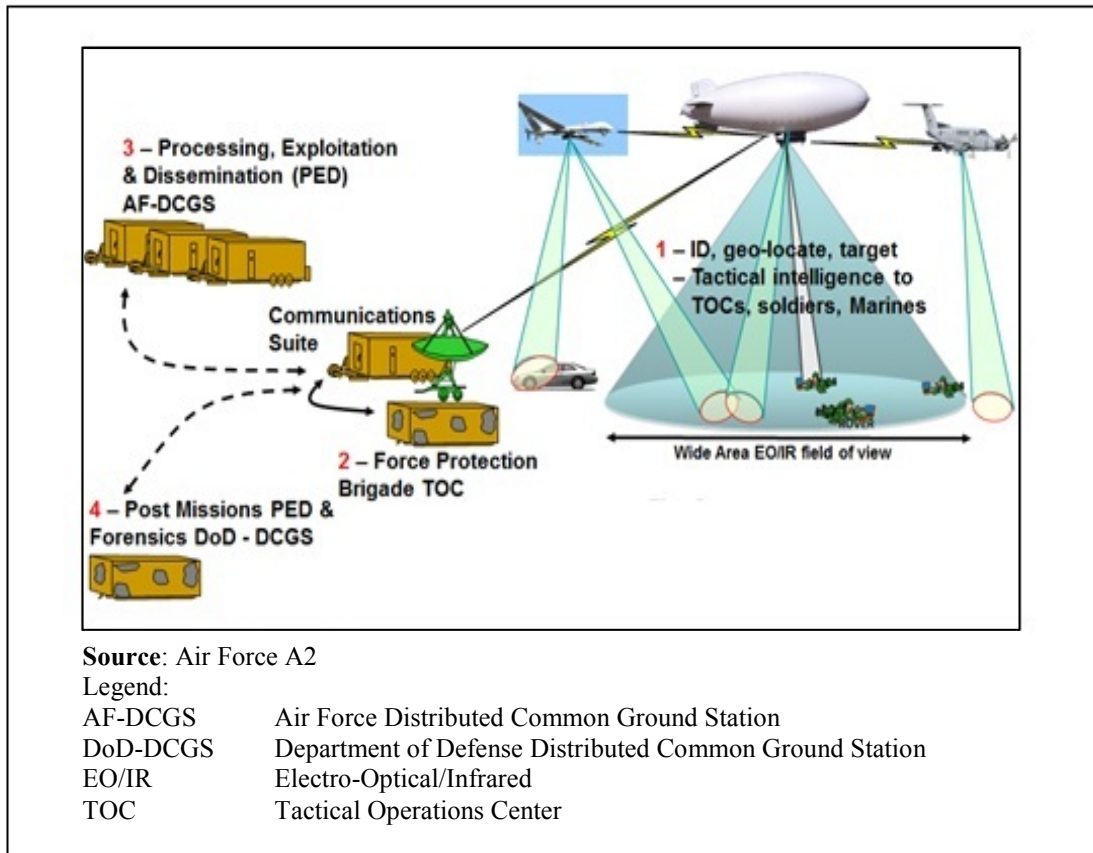 3 – Processing, Exploitation
& Dissemination (PED)
AF-DCGS
1 – ID, geo-locate, target
– Tactical intelligence to
TOCs, soldiers, Marines
Communications
Suite
ROVER
Wide Area EO/IR field of view
2 – Force Protection
Brigade TOC
4 – Post Missions PED &
Forensics DoD - DCGS
Source: Air Force A2
Legend:
AF-DCGS Air Force Distributed Common Ground Station
DoD-DCGS Department of Defense Distributed Common Ground Station
EO/IR Electro-Optical/Infrared
TOC Tactical Operations Center